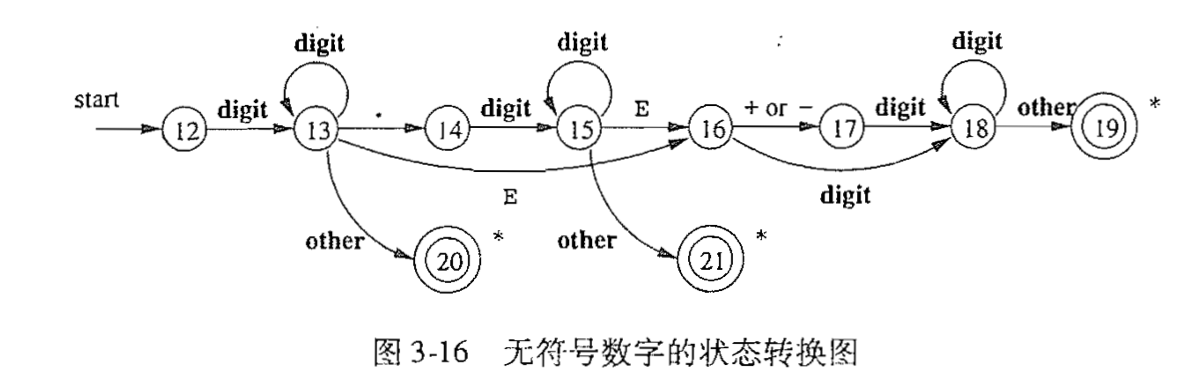 digit digit digit
start digit . digit E + or − digit other *
12 13 14 15 16 17 18 19
E digit
other * other *
20 21
图 3-16 无符号数字的状态转换图